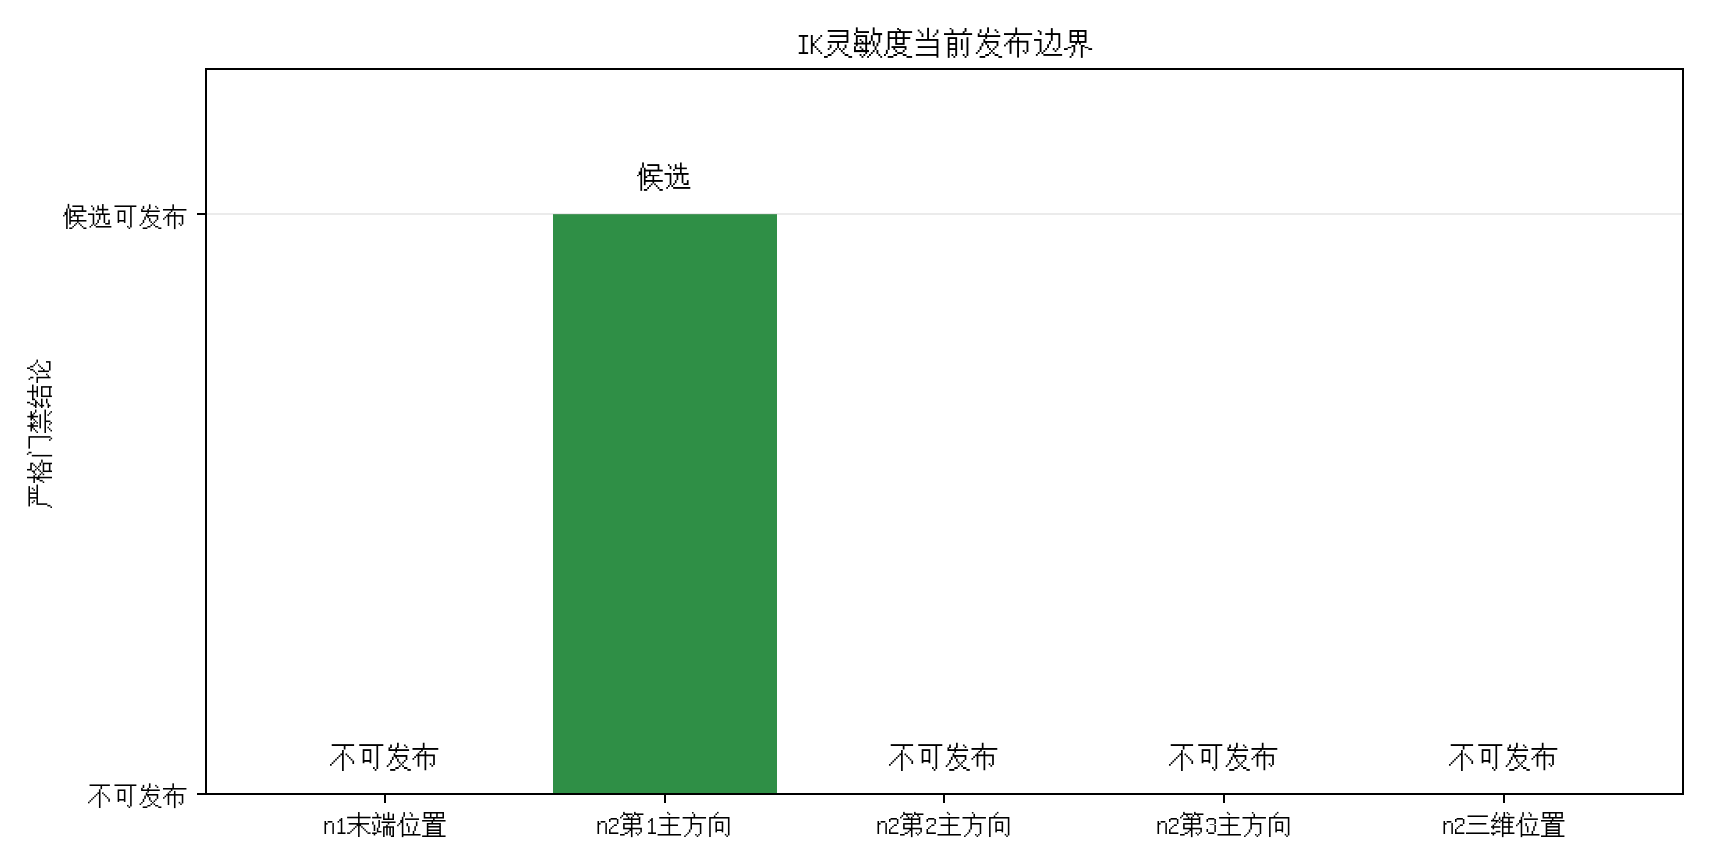 IK灵敏度当前发布边界
候选
候选可发布
严格门禁结论
不可发布
不可发布
不可发布
不可发布
不可发布
n1末端位置
n2第1主方向
n2第2主方向
n2第3主方向
n2三维位置